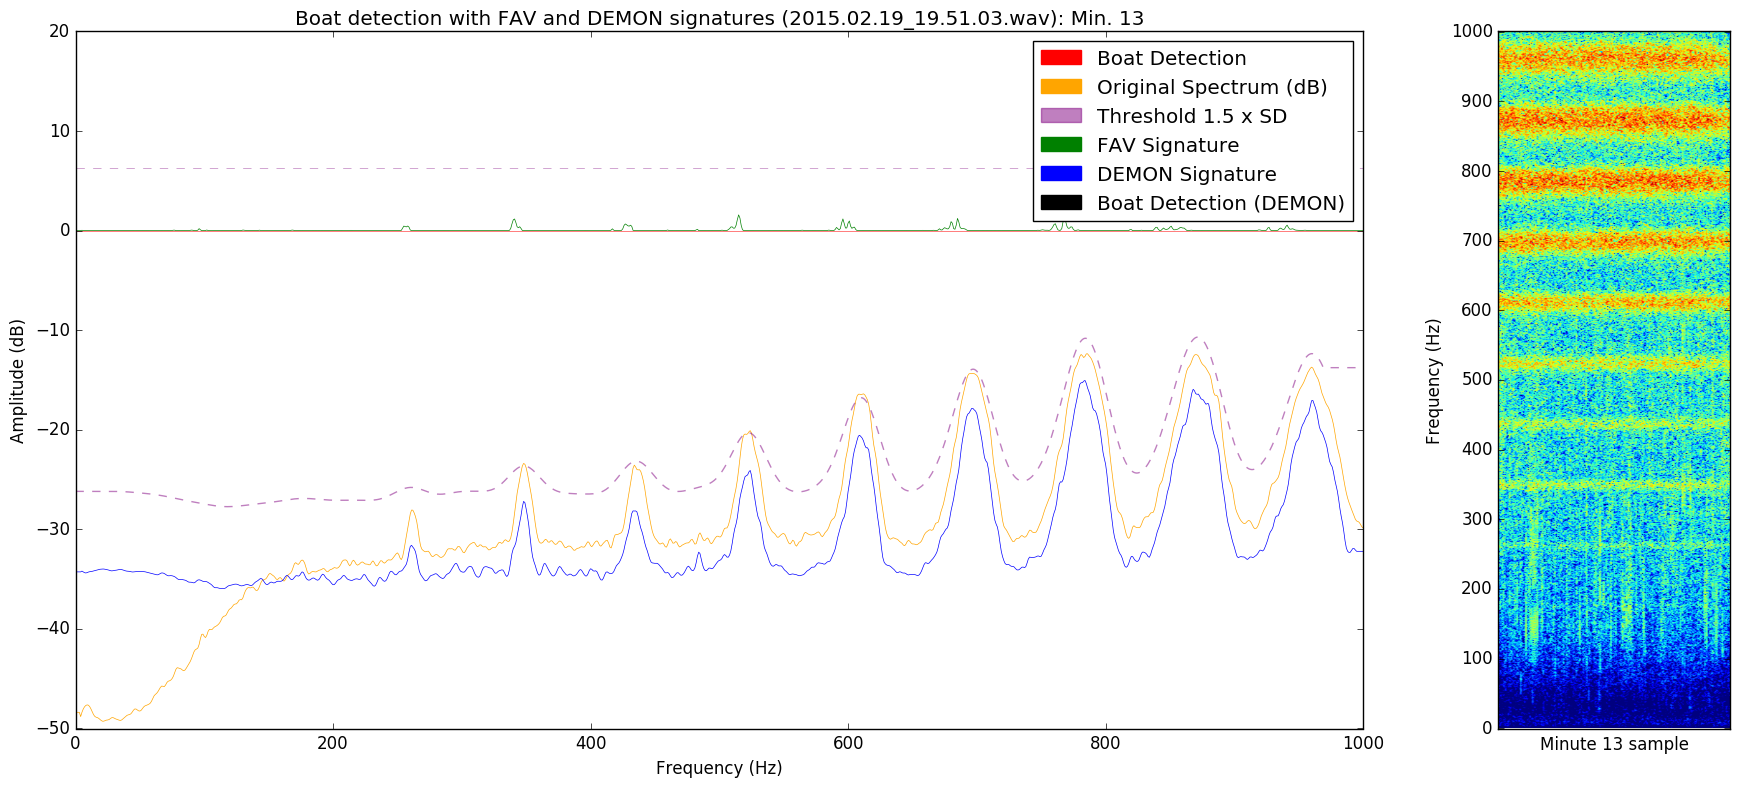 Boat detection with FAV and DEMON signatures (2015.02.19_19.51.03.wav): Min. 13
Amplitude (dB)
20
10
0
−10
−20
−30
−40
−50
Boat Detection
Original Spectrum (dB)
Threshold 1.5 x SD
FAV Signature
DEMON Signature
Boat Detection (DEMON)
0
200
400
600
800
1000
Frequency (Hz)
Frequency (Hz)
1000
900
800
700
600
500
400
300
200
100
0
Minute 13 sample